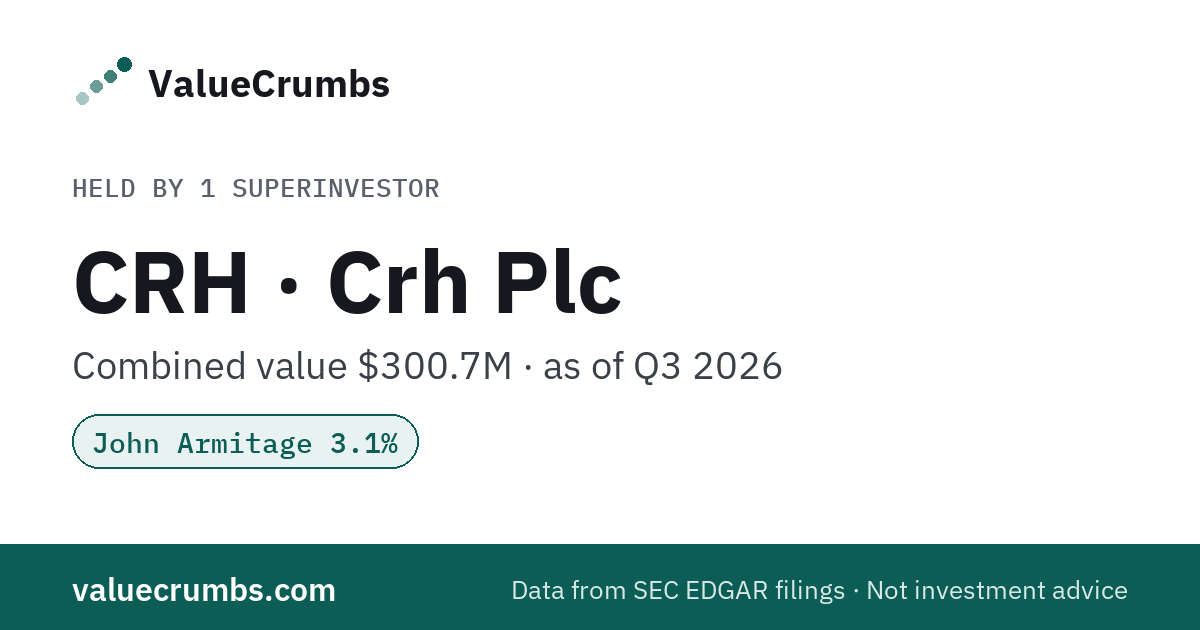 ValueCrumbs
HELD BY 1 SUPERINVESTOR
CRH · Crh Plc
Combined value $300.7M · as of Q3 2026
John Armitage 3.1%
valuecrumbs.com
Data from SEC EDGAR filings · Not investment advice